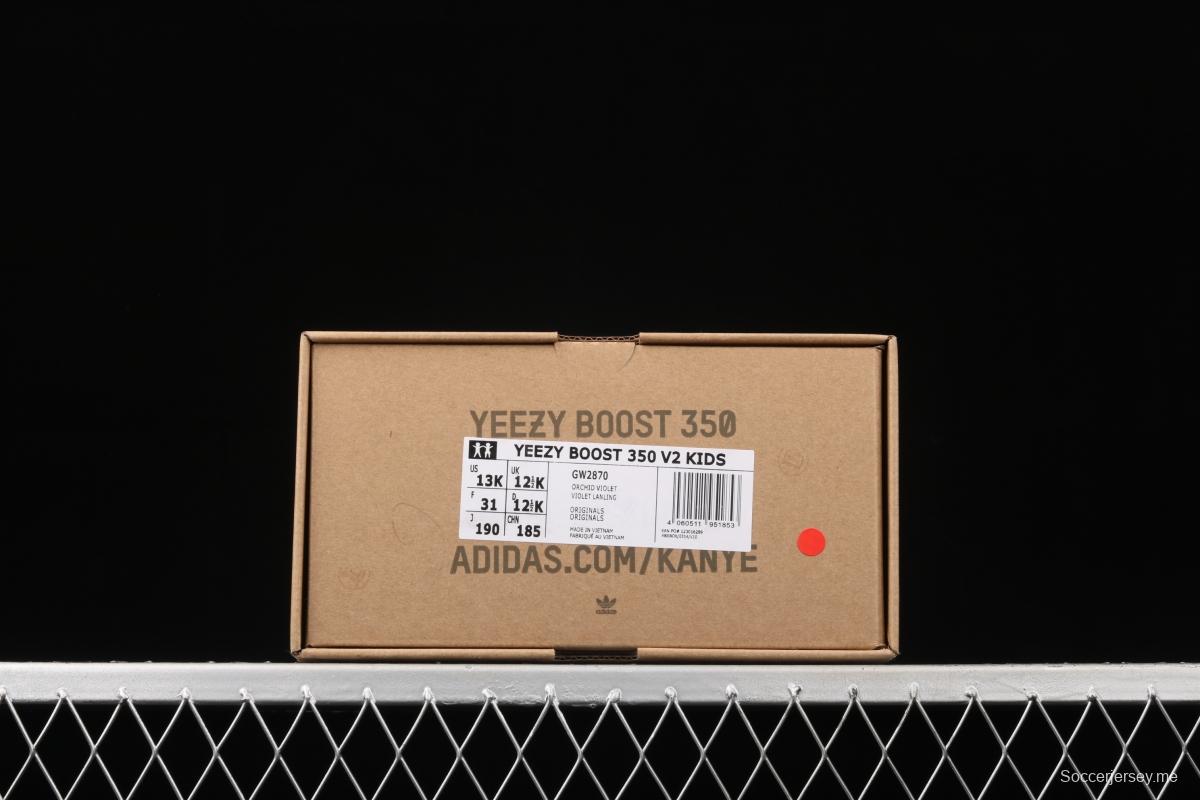 YEEZY BOOST 350
YEEZY BOOST 350 V2 KIDS
US 13K UK 12½K
F 31 D 12½K
J 190 CHN 185
GW2870
ORCHID VIOLET
VIOLET LANLING
ORIGINALS
ORIGINALS
MADE IN VIETNAM
FABRIQUÉ AU VIETNAM
4 060511 951853
ADIDAS.COM/KANYE
adidas
Soccerjersey.me